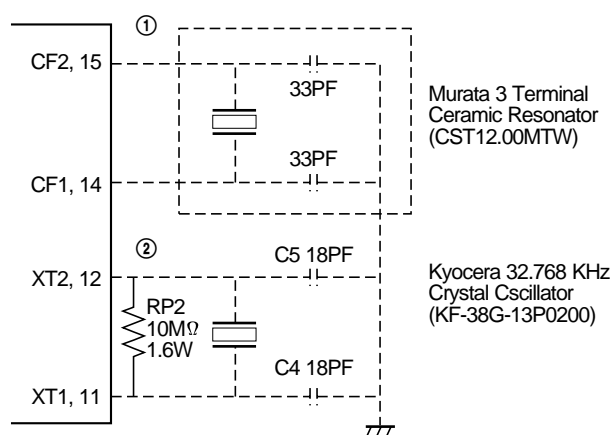 ①
CF2, 15
33PF
Murata 3 Terminal
Ceramic Resonator
(CST12.00MTW)
33PF
CF1, 14
②
C5 18PF
XT2, 12
Kyocera 32.768 KHz
Crystal Cscillator
(KF-38G-13P0200)
RP2
10MΩ
1.6W
C4 18PF
XT1, 11